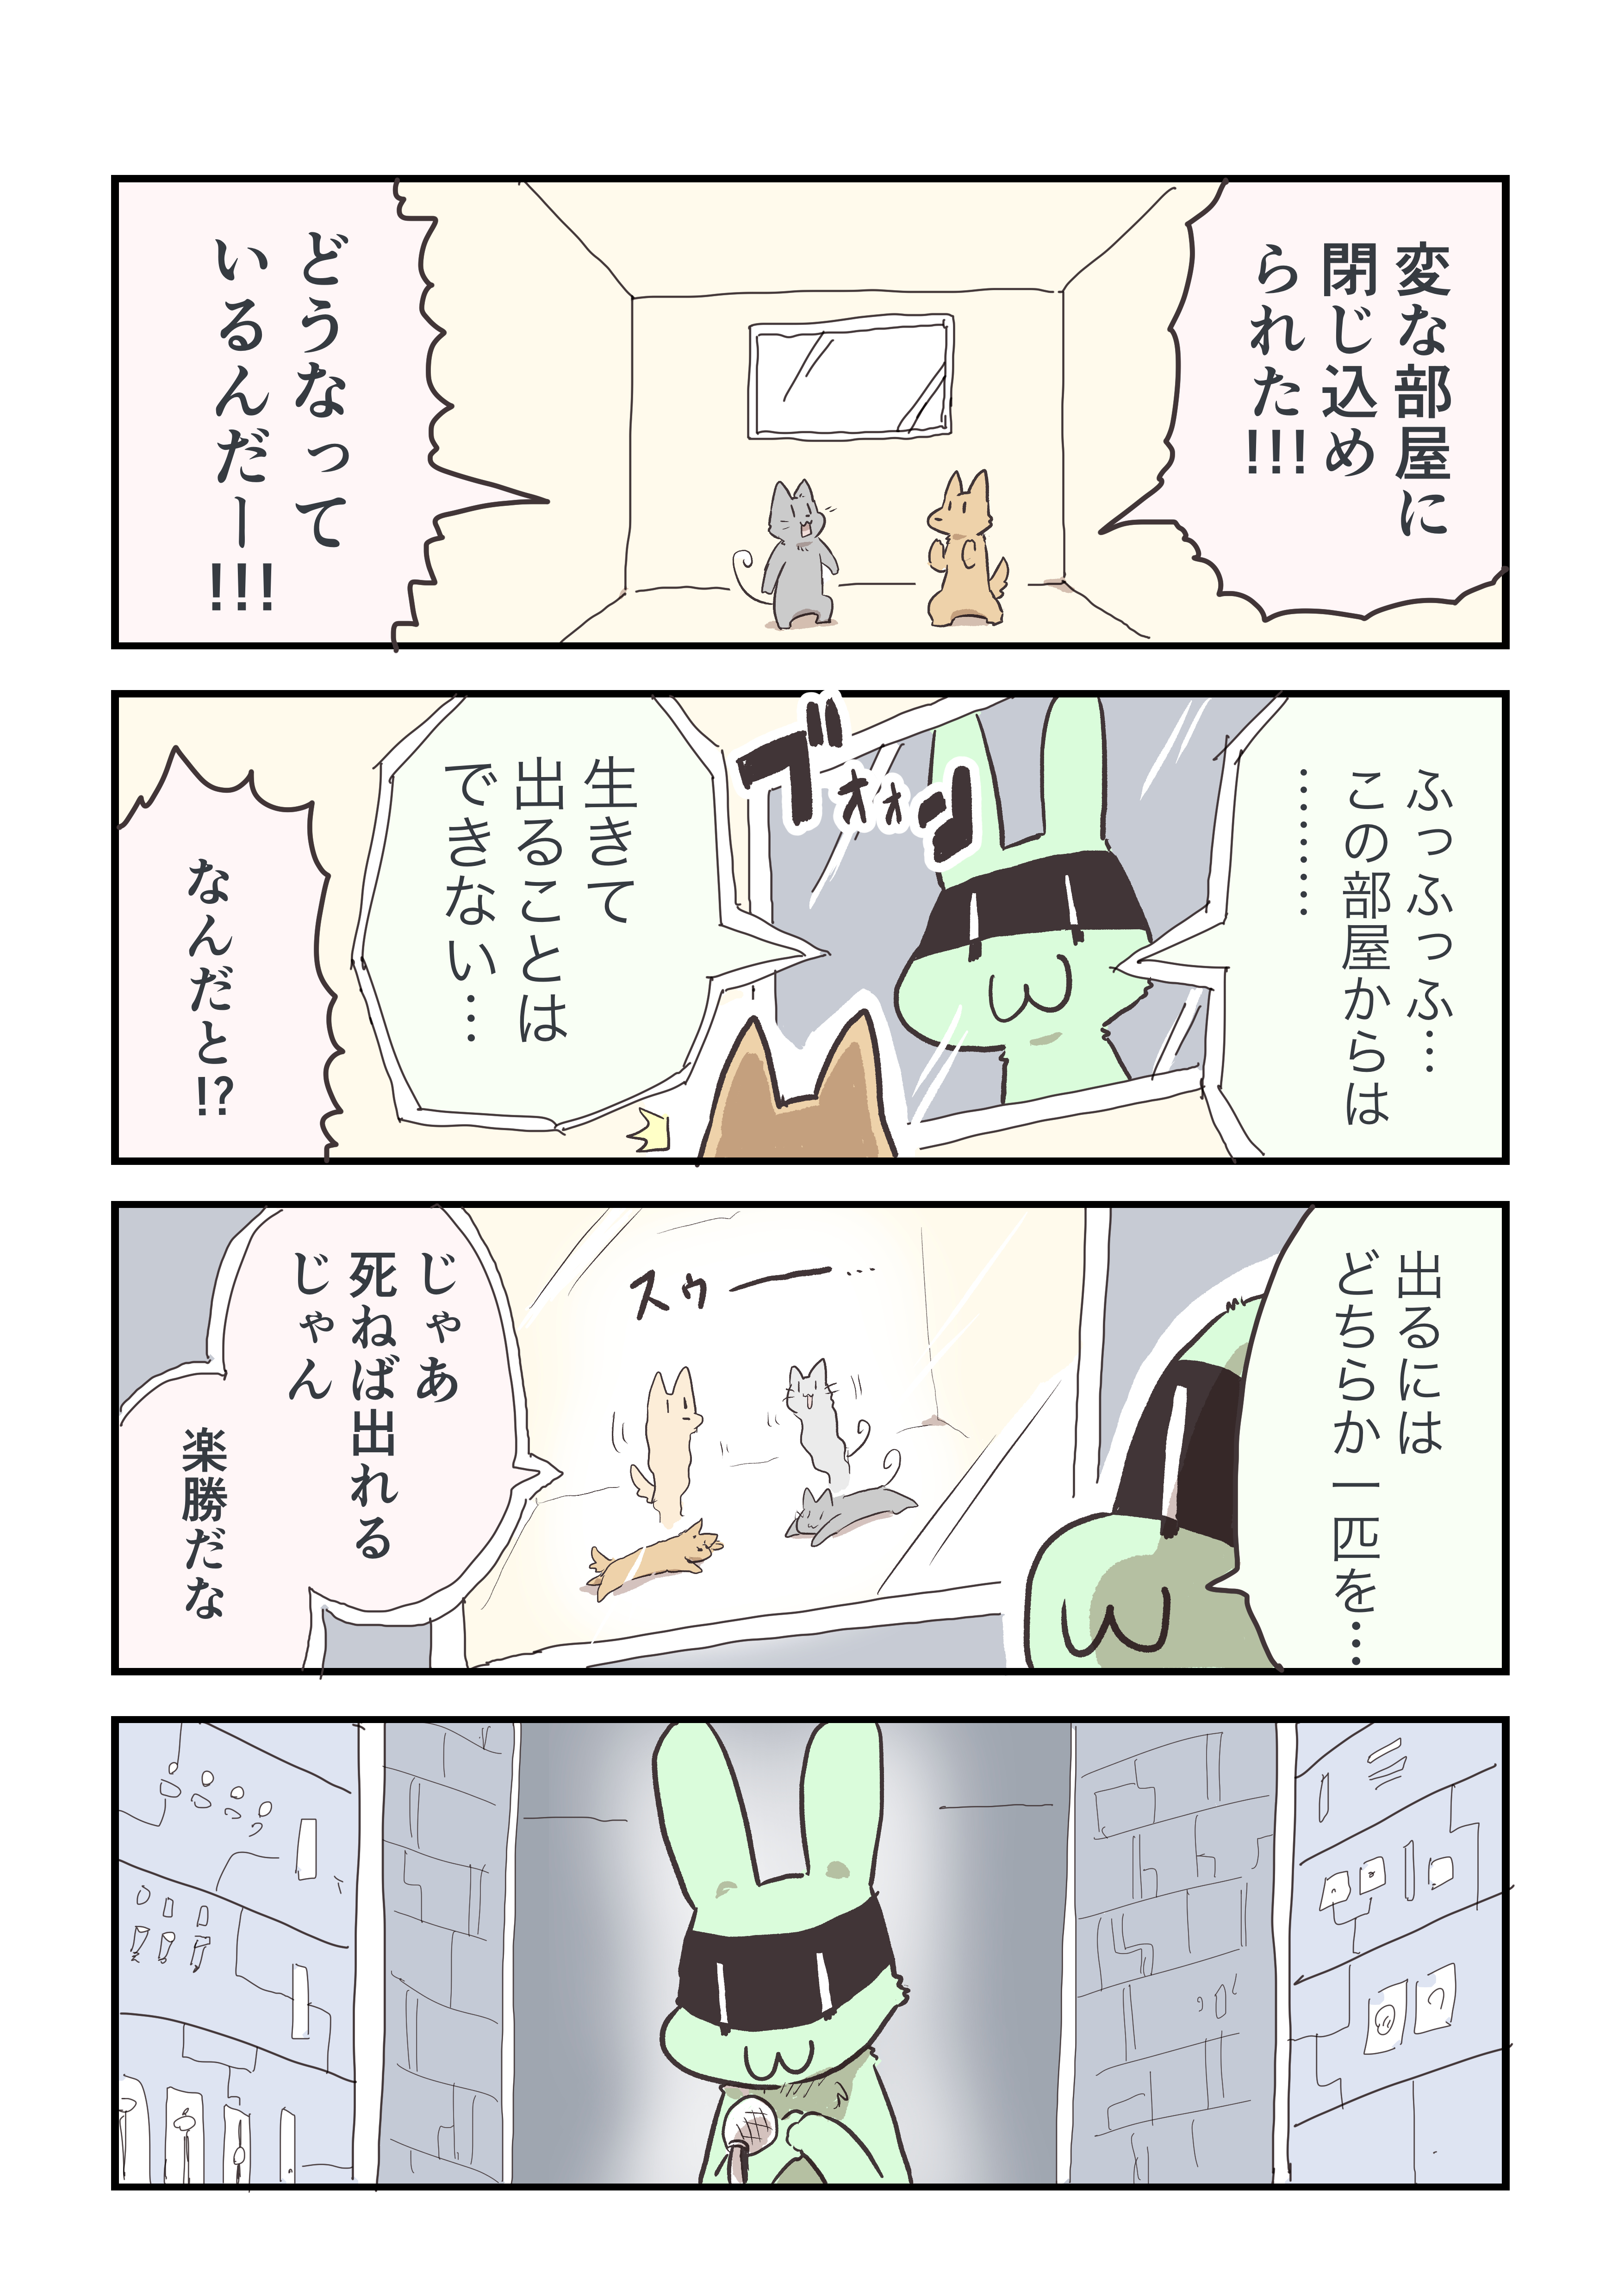 変な部屋に
閉じ込め
られた!!!
どうなって
いるんだー
!!!
ふっふっふ…
この部屋からは
………
ブォォン
生きて
出ることは
できない…
なんだと!?
出るには
どちらか一匹を…
スゥー…
じゃあ
死ねば出れる
じゃん
楽勝だな